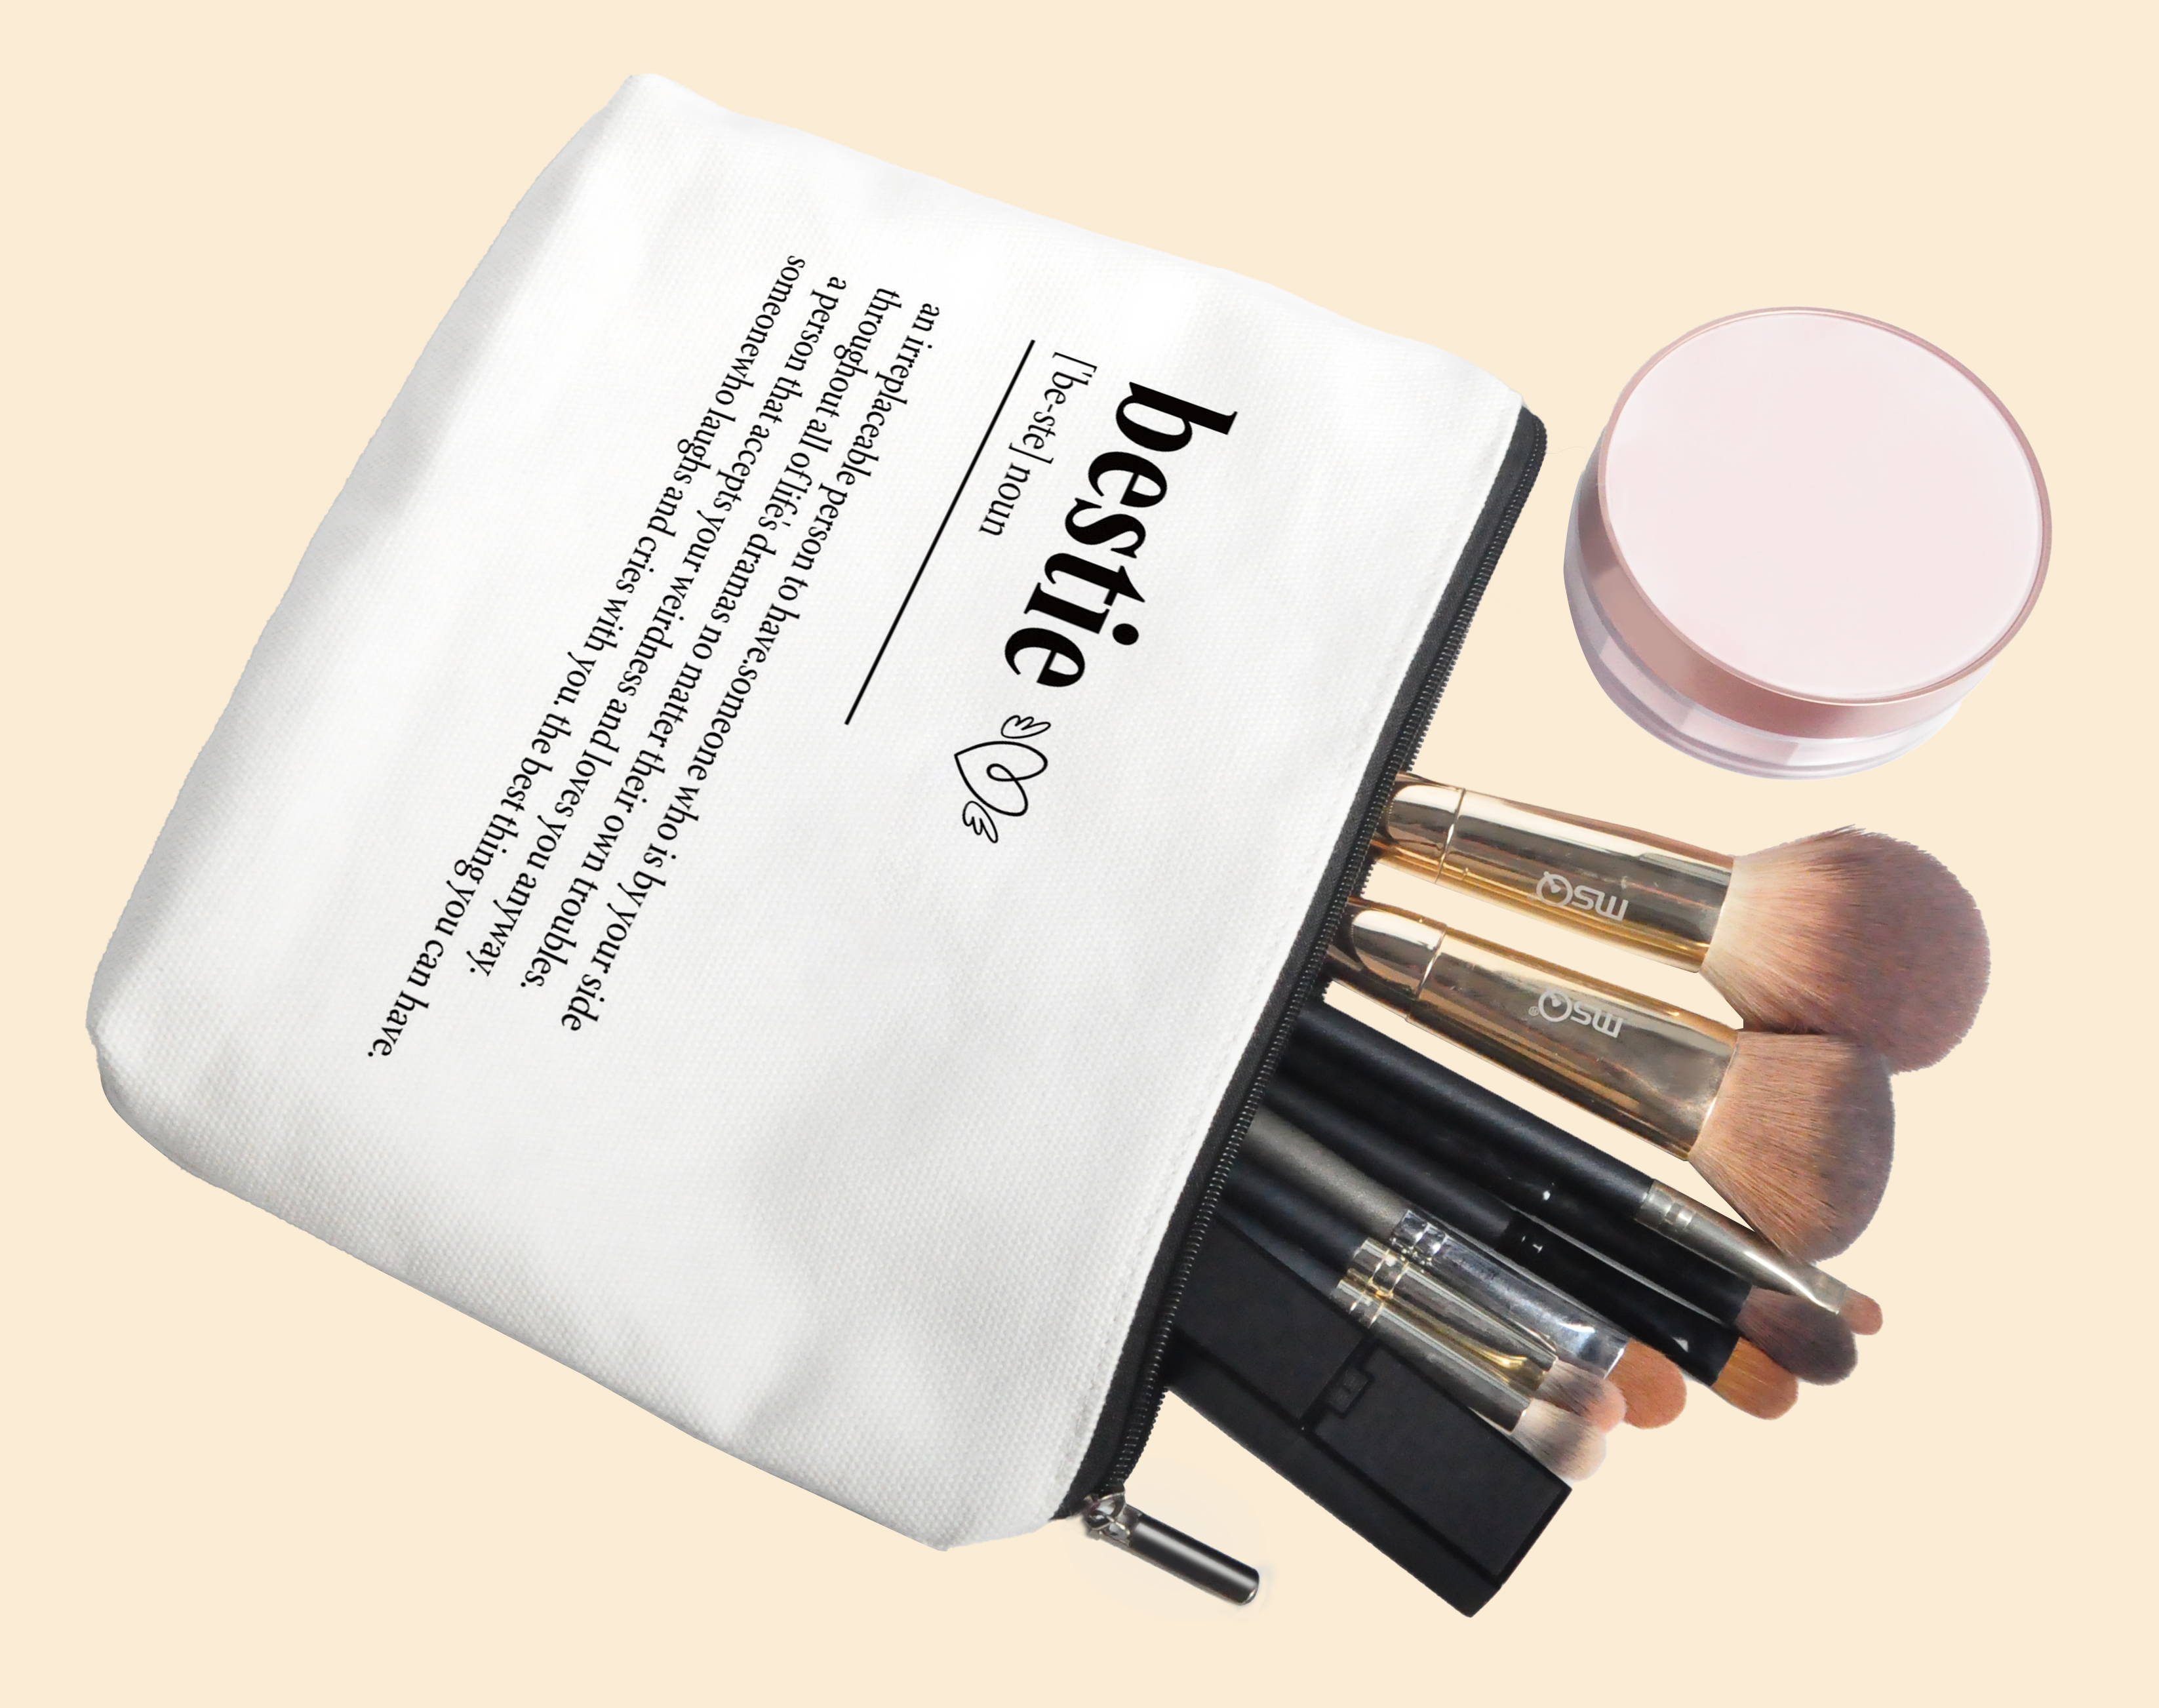 bestie
['be-ste] noun
an irreplaceable person to have.someone who is by your side
throughout all of life's dramas no matter their own troubles.
a person that accepts your weirdness and loves you anyway.
someonewho laughs and cries with you. the best thing you can have.
msQ
msQ®